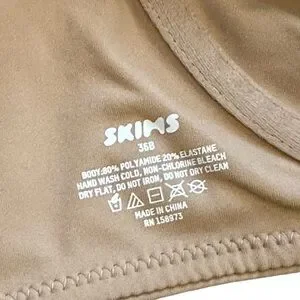 SKIMS
36B
BODY:80% POLYAMIDE 20% ELASTANE
HAND WASH COLD, NON-CHLORINE BLEACH
DRY FLAT, DO NOT IRON, DO NOT DRY CLEAN
MADE IN CHINA
RN 158973